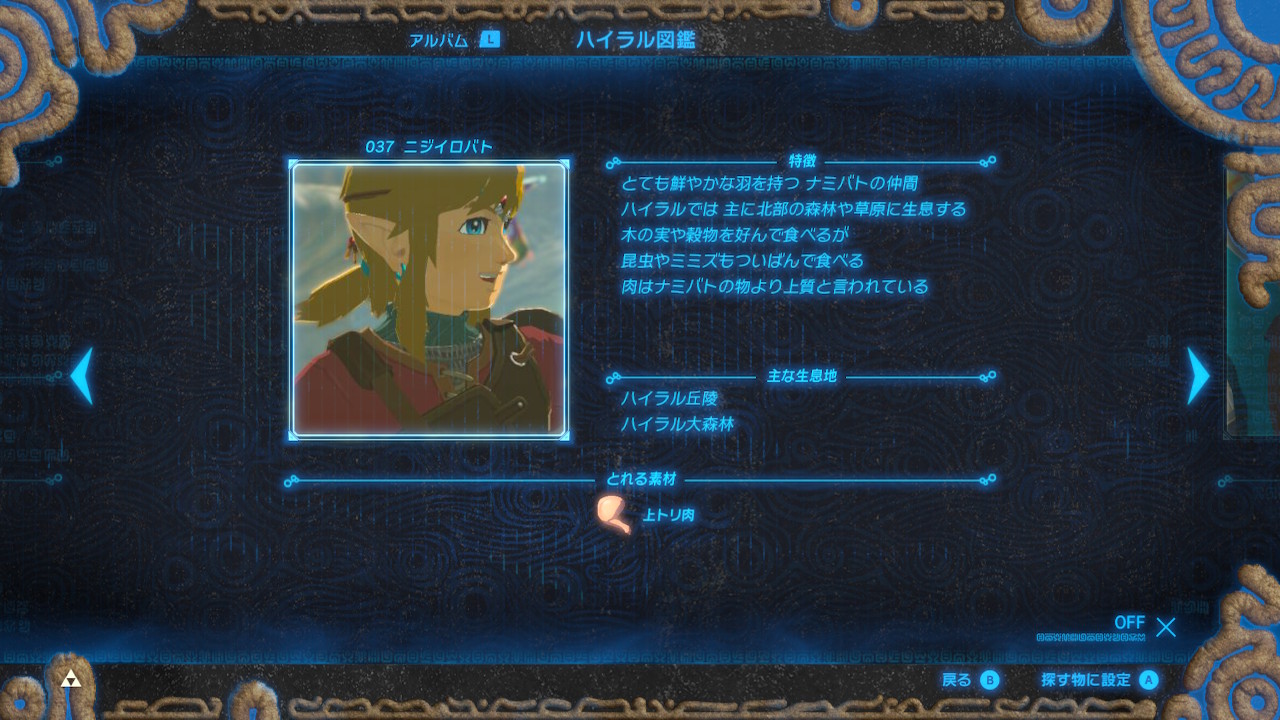 アルバム L
ハイラル図鑑
037 ニジイロバト
特徴
とても鮮やかな羽を持つ ナミバトの仲間
ハイラルでは 主に北部の森林や草原に生息する
木の実や穀物を好んで食べるが
昆虫やミミズもついばんで食べる
肉はナミバトの物より上質と言われている
主な生息地
ハイラル丘陵
ハイラル大森林
とれる素材
上トリ肉
OFF
戻る B
探す物に設定 A